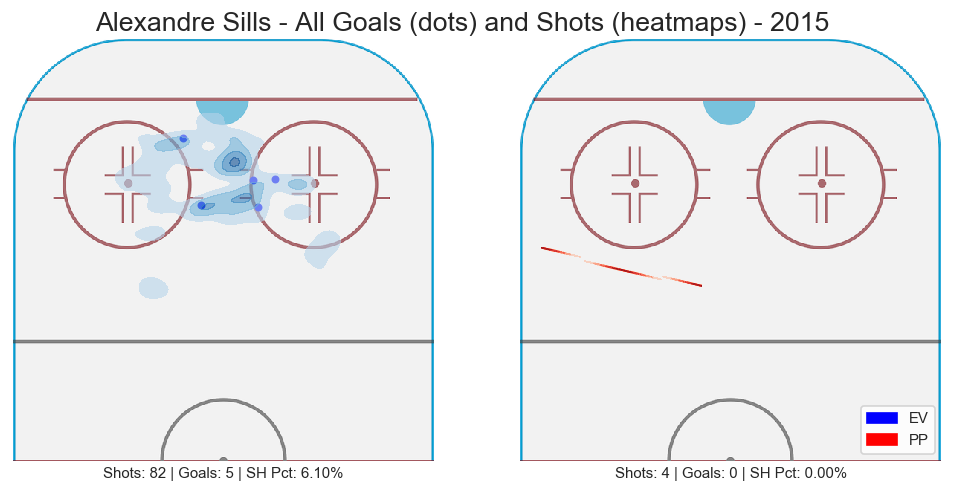 Alexandre Sills - All Goals (dots) and Shots (heatmaps) - 2015
EV
PP
Shots: 82 | Goals: 5 | SH Pct: 6.10%
Shots: 4 | Goals: 0 | SH Pct: 0.00%